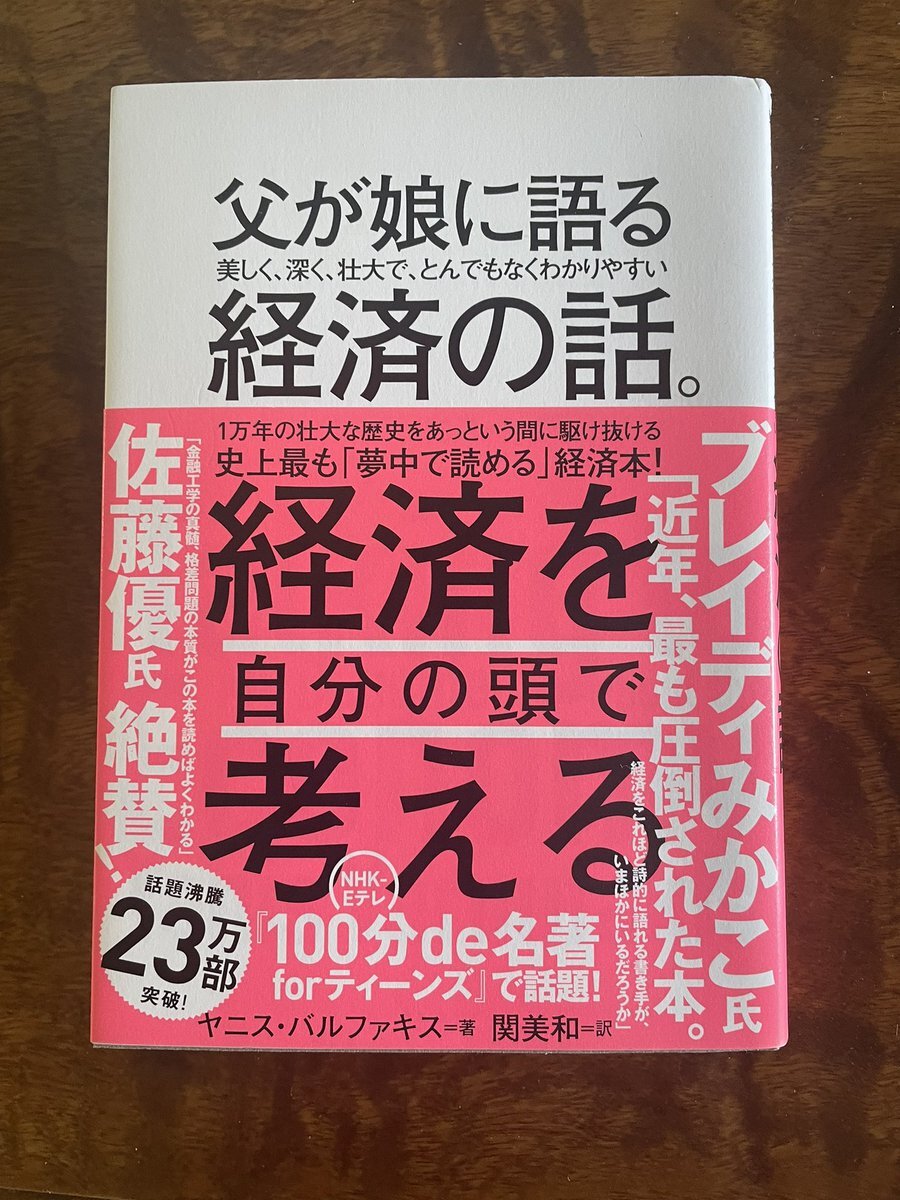 父が娘に語る
美しく、深く、壮大で、とんでもなくわかりやすい
経済の話。
1万年の壮大な歴史をあっという間に駆け抜ける
史上最も「夢中で読める」経済本!
経済を
自分の頭で
考える
ブレイディみかこ氏
「近年、最も圧倒された本。
経済をこれほど詩的に語れる書き手が、
いまほかにいるだろうか」
「金融工学の真髄、格差問題の本質がこの本を読めばよくわかる」
佐藤優氏 絶賛!
話題沸騰
23万部
突破!
NHK-
Eテレ
『100分de名著
forティーンズ』で話題!
ヤニス・バルファキス=著 関美和=訳